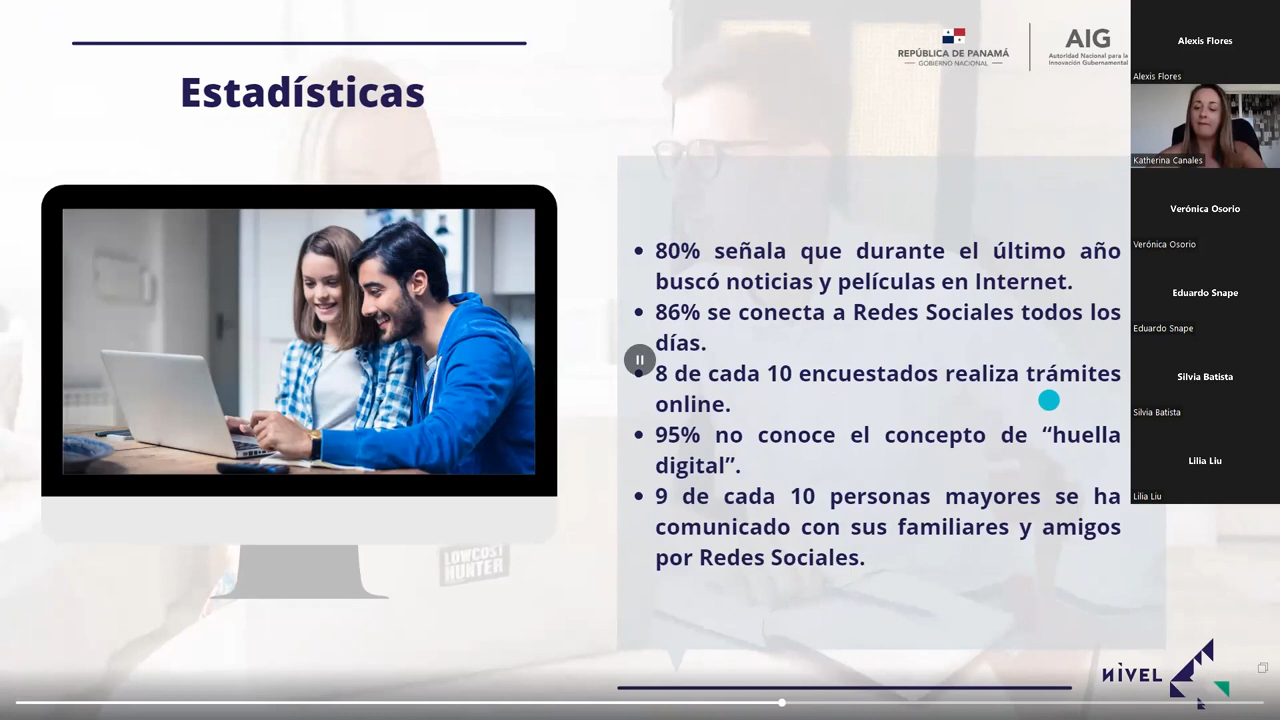 Estadísticas
REPÚBLICA DE PANAMÁ
GOBIERNO NACIONAL
AIG
Autoridad Nacional para la
Innovación Gubernamental
• 80% señala que durante el último año
buscó noticias y películas en Internet.
• 86% se conecta a Redes Sociales todos los
días.
• 8 de cada 10 encuestados realiza trámites
online.
• 95% no conoce el concepto de “huella
digital”.
• 9 de cada 10 personas mayores se ha
comunicado con sus familiares y amigos
por Redes Sociales.
LOWCOST
HUNTER
NIVEL
Alexis Flores
Alexis Flores
Katherina Canales
Verónica Osorio
Verónica Osorio
Eduardo Snape
Eduardo Snape
Silvia Batista
Silvia Batista
Lilia Liu
Lilia Liu